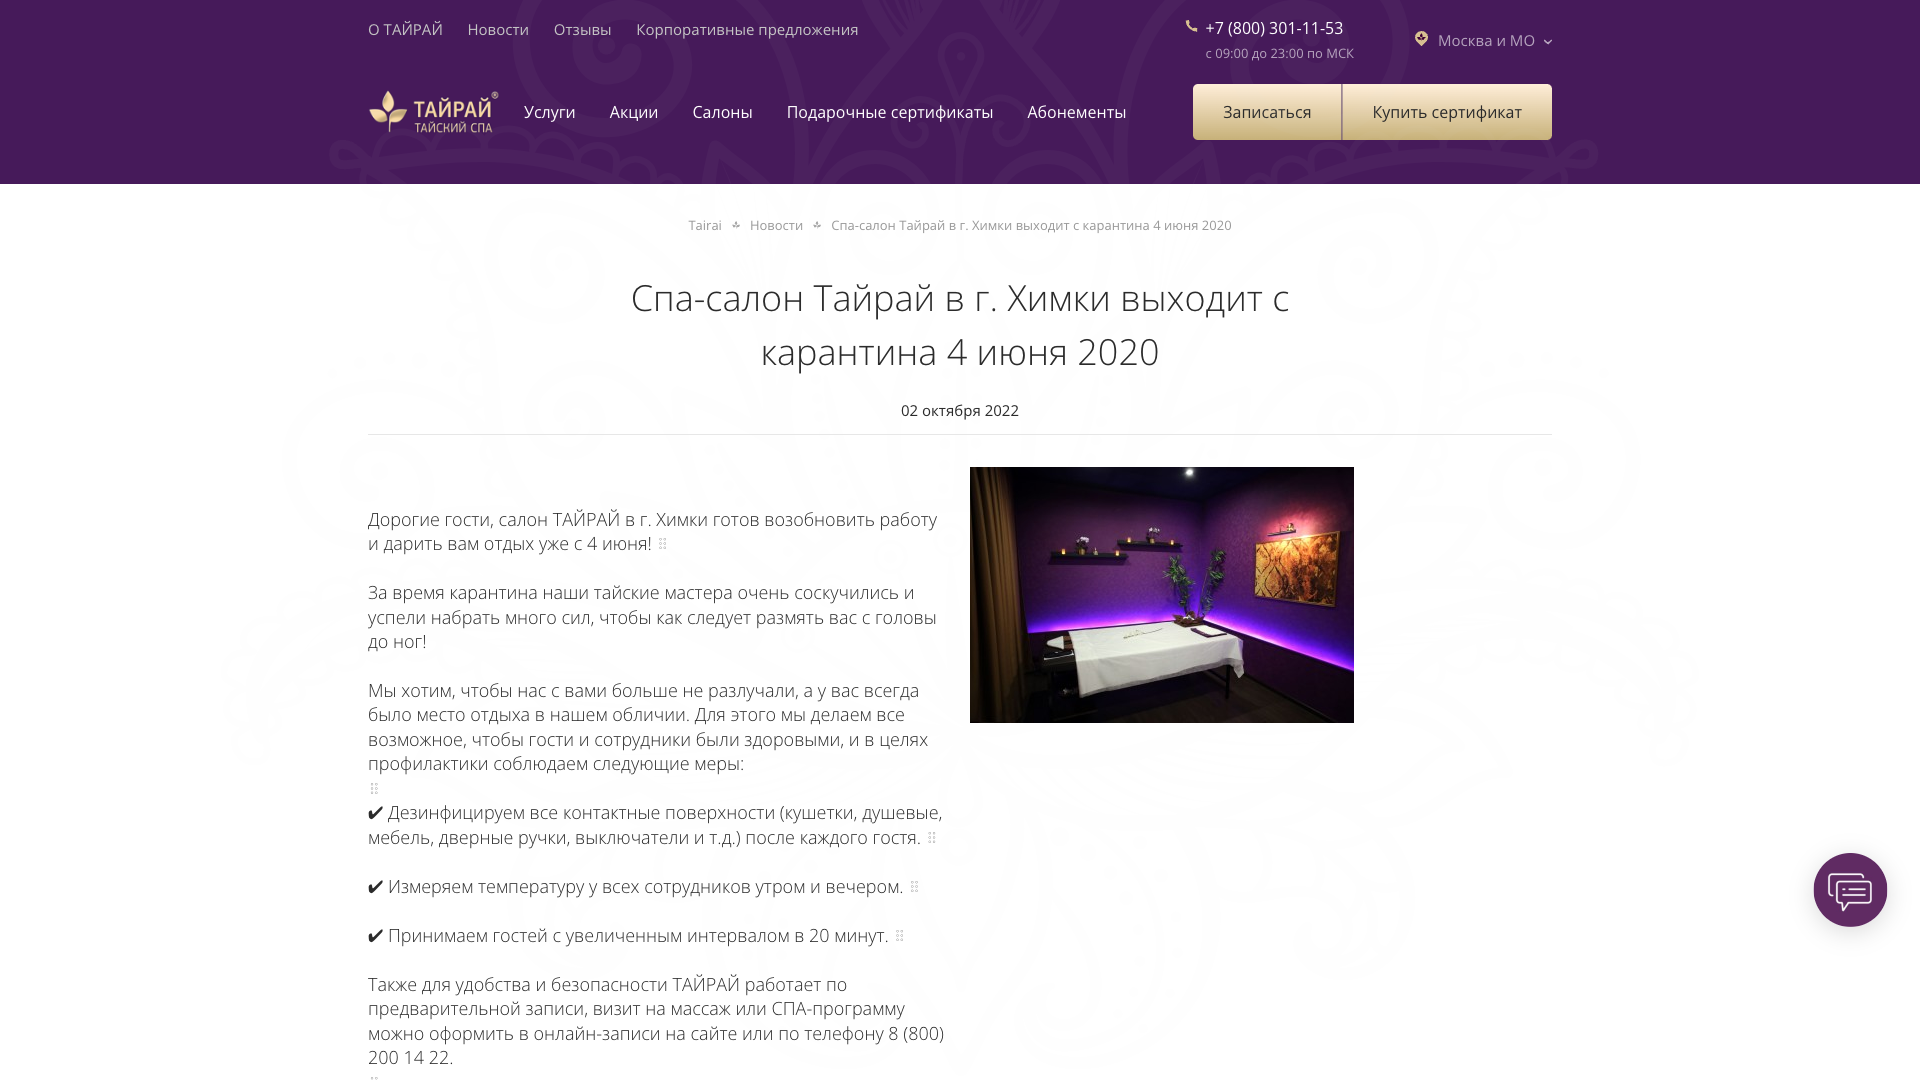 О ТАЙРАЙ Новости Отзывы Корпоративные предложения
+7 (800) 301-11-53
с 09:00 до 23:00 по МСК
Москва и МО
ТАЙРАЙ®
ТАЙСКИЙ СПА
Услуги Акции Салоны Подарочные сертификаты Абонементы
Записаться Купить сертификат
Tairai Новости Спа-салон Тайрай в г. Химки выходит с карантина 4 июня 2020
Спа-салон Тайрай в г. Химки выходит с
карантина 4 июня 2020
02 октября 2022
Дорогие гости, салон ТАЙРАЙ в г. Химки готов возобновить работу
и дарить вам отдых уже с 4 июня! ⠀
За время карантина наши тайские мастера очень соскучились и
успели набрать много сил, чтобы как следует размять вас с головы
до ног!
Мы хотим, чтобы нас с вами больше не разлучали, а у вас всегда
было место отдыха в нашем обличии. Для этого мы делаем все
возможное, чтобы гости и сотрудники были здоровыми, и в целях
профилактики соблюдаем следующие меры:
⠀
✔ Дезинфицируем все контактные поверхности (кушетки, душевые,
мебель, дверные ручки, выключатели и т.д.) после каждого гостя. ⠀
✔ Измеряем температуру у всех сотрудников утром и вечером. ⠀
✔ Принимаем гостей с увеличенным интервалом в 20 минут. ⠀
Также для удобства и безопасности ТАЙРАЙ работает по
предварительной записи, визит на массаж или СПА-программу
можно оформить в онлайн-записи на сайте или по телефону 8 (800)
200 14 22.